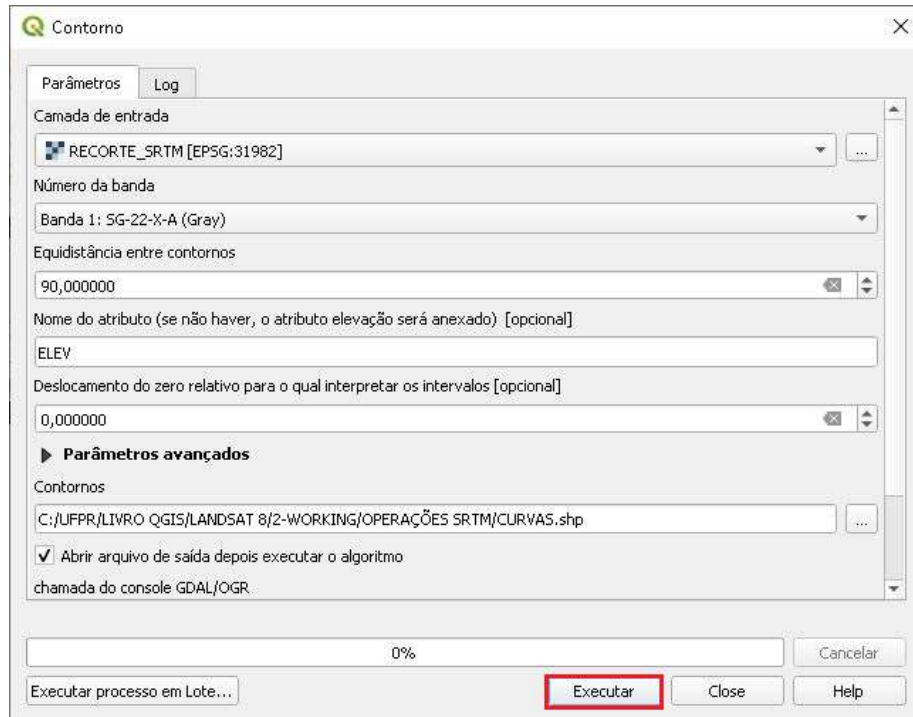 Contorno
Parâmetros
Log
Camada de entrada
RECORTE_SRTM [EPSG:31982]
...
Número da banda
Banda 1: SG-22-X-A (Gray)
Equidistância entre contornos
90,000000
Nome do atributo (se não haver, o atributo elevação será anexado) [opcional]
ELEV
Deslocamento do zero relativo para o qual interpretar os intervalos [opcional]
0,000000
Parâmetros avançados
Contornos
C:/UFPR/LIVRO QGIS/LANDSAT 8/2-WORKING/OPERAÇÕES SRTM/CURVAS.shp
...
Abrir arquivo de saída depois executar o algoritmo
chamada do console GDAL/OGR
0%
Cancelar
Executar processo em Lote...
Executar
Close
Help